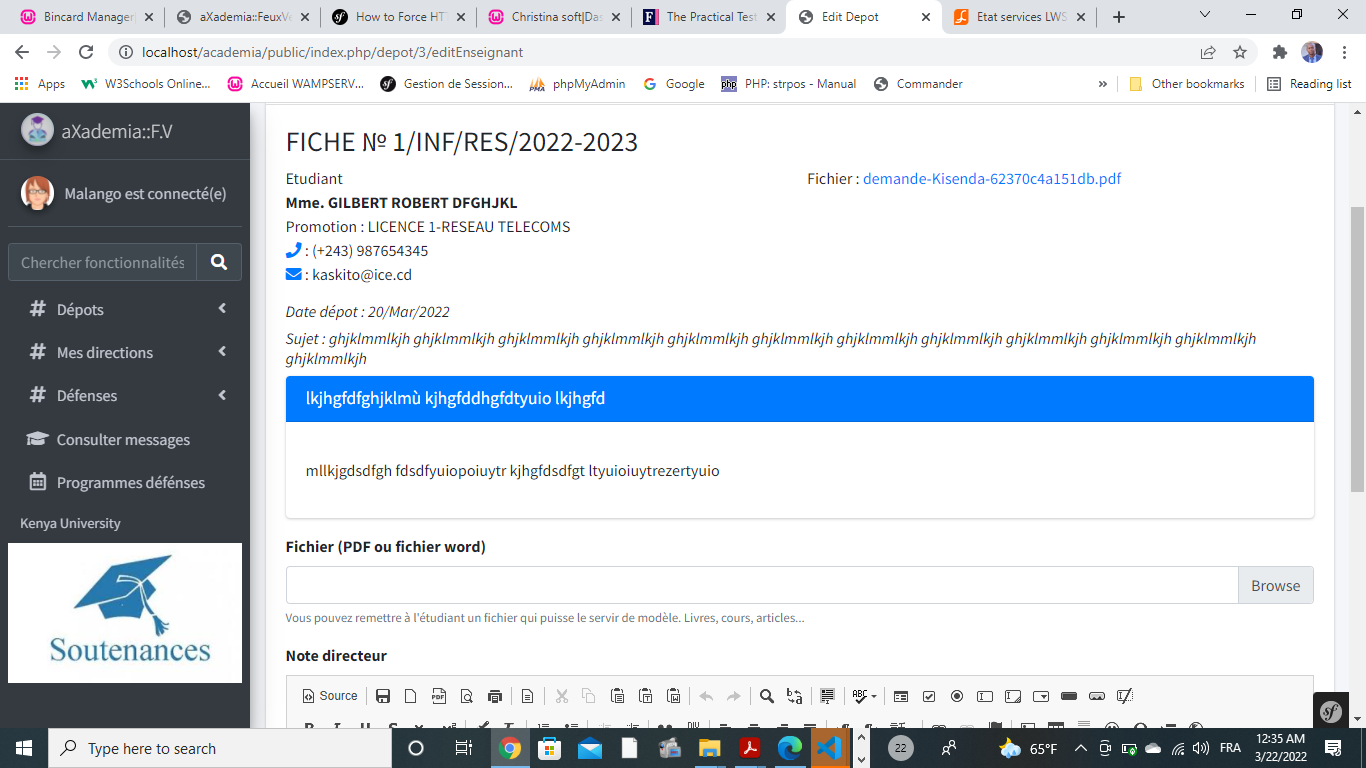 Bincard Manager|
aXademia::FeuxVe
How to Force HTT
Christina soft|Das
The Practical Test
Edit Depot
Etat services LWS
localhost/academia/public/index.php/depot/3/editEnseignant
Apps
W3Schools Online...
Accueil WAMPSERV...
Gestion de Session...
phpMyAdmin
Google
PHP: strpos - Manual
Commander
»
Other bookmarks
Reading list
aXademia::F.V
Malango est connecté(e)
Chercher fonctionnalités
Dépots
Mes directions
Défenses
Consulter messages
Programmes défénses
Kenya University
Soutenances
FICHE № 1/INF/RES/2022-2023
Etudiant
Fichier : demande-Kisenda-62370c4a151db.pdf
Mme. GILBERT ROBERT DFGHJKL
Promotion : LICENCE 1-RESEAU TELECOMS
: (+243) 987654345
: kaskito@ice.cd
Date dépot : 20/Mar/2022
Sujet : ghjklmmlkjh ghjklmmlkjh ghjklmmlkjh ghjklmmlkjh ghjklmmlkjh ghjklmmlkjh ghjklmmlkjh ghjklmmlkjh ghjklmmlkjh ghjklmmlkjh ghjklmmlkjh
ghjklmmlkjh
lkjhgfdfghjklmù kjhgfddhgfdtyuio lkjhgfd
mllkjgdsdfgh fdsdfyuiopoiuytr kjhgfdsdfgt ltyuioiuytrezertyuio
Fichier (PDF ou fichier word)
Browse
Vous pouvez remettre à l'étudiant un fichier qui puisse le servir de modèle. Livres, cours, articles...
Note directeur
Source
Type here to search
22
65°F
FRA
12:35 AM
3/22/2022